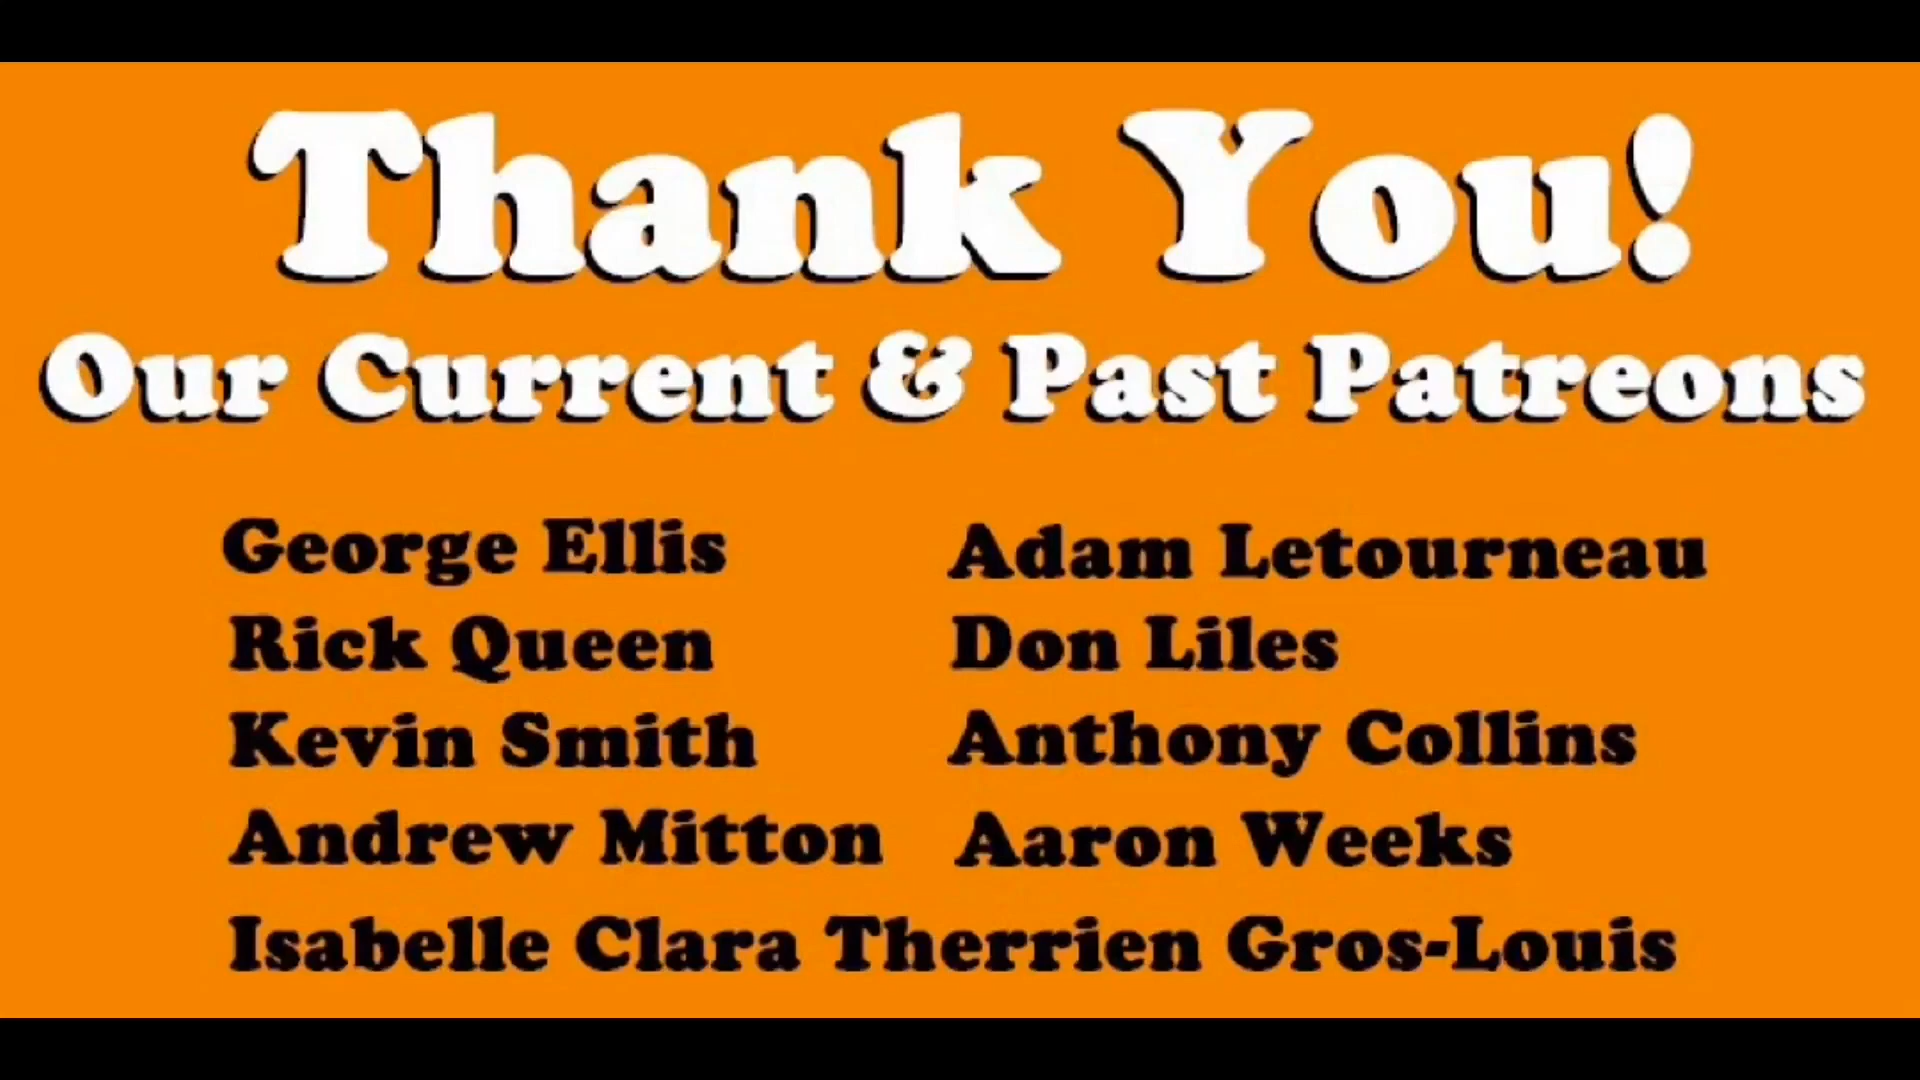 Thank You!
Our Current & Past Patreons
George Ellis Adam Letourneau
Rick Queen Don Liles
Kevin Smith Anthony Collins
Andrew Mitton Aaron Weeks
Isabelle Clara Therrien Gros-Louis